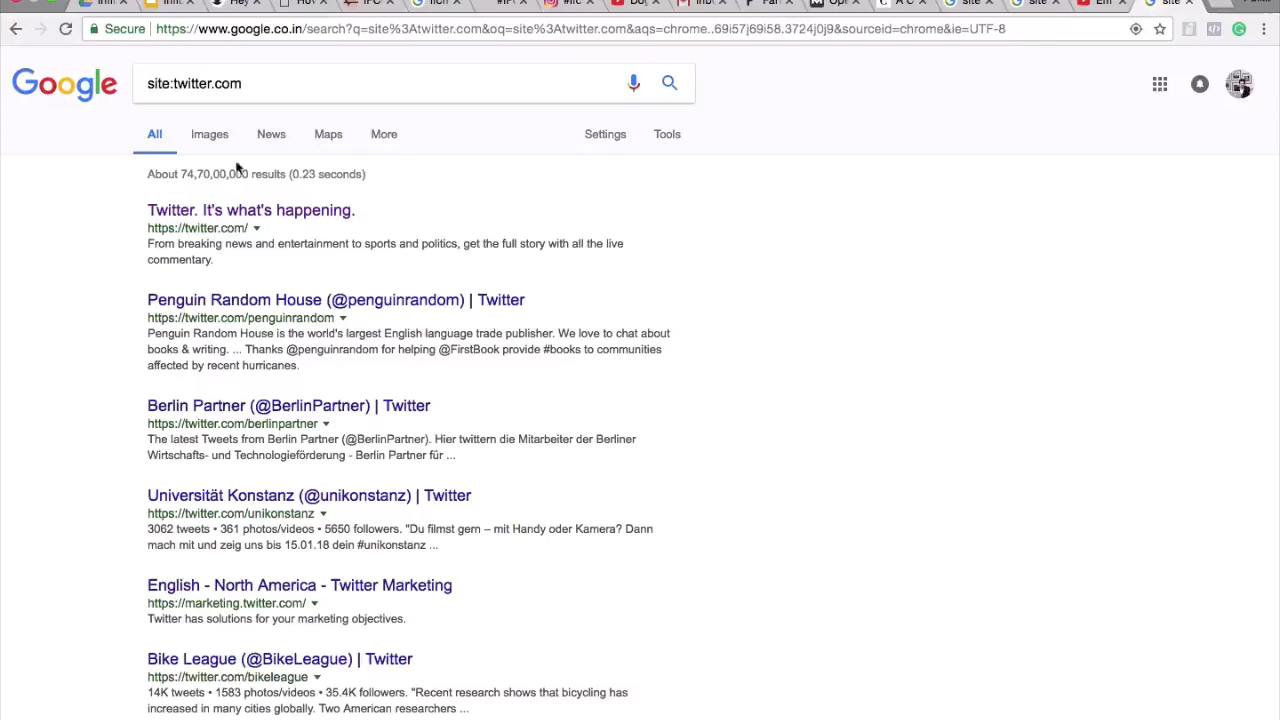 Secure https://www.google.co.in/search?q=site%3Atwitter.com&oq=site%3Atwitter.com&aqs=chrome..69i57j69i58.3724j0j9&sourceid=chrome&ie=UTF-8
Google site:twitter.com
All Images News Maps More Settings Tools
About 74,70,00,000 results (0.23 seconds)
Twitter. It's what's happening.
https://twitter.com/
From breaking news and entertainment to sports and politics, get the full story with all the live
commentary.
Penguin Random House (@penguinrandom) | Twitter
https://twitter.com/penguinrandom
Penguin Random House is the world's largest English language trade publisher. We love to chat about
books & writing. ... Thanks @penguinrandom for helping @FirstBook provide #books to communities
affected by recent hurricanes.
Berlin Partner (@BerlinPartner) | Twitter
https://twitter.com/berlinpartner
The latest Tweets from Berlin Partner (@BerlinPartner). Hier twittern die Mitarbeiter der Berliner
Wirtschafts- und Technologieförderung - Berlin Partner für ...
Universität Konstanz (@unikonstanz) | Twitter
https://twitter.com/unikonstanz
3062 tweets • 361 photos/videos • 5650 followers. "Du filmst gern – mit Handy oder Kamera? Dann
mach mit und zeig uns bis 15.01.18 dein #unikonstanz ...
English - North America - Twitter Marketing
https://marketing.twitter.com/
Twitter has solutions for your marketing objectives.
Bike League (@BikeLeague) | Twitter
https://twitter.com/bikeleague
14K tweets • 1583 photos/videos • 35.4K followers. "Recent research shows that bicycling has
increased in many cities globally. Two American researchers ...